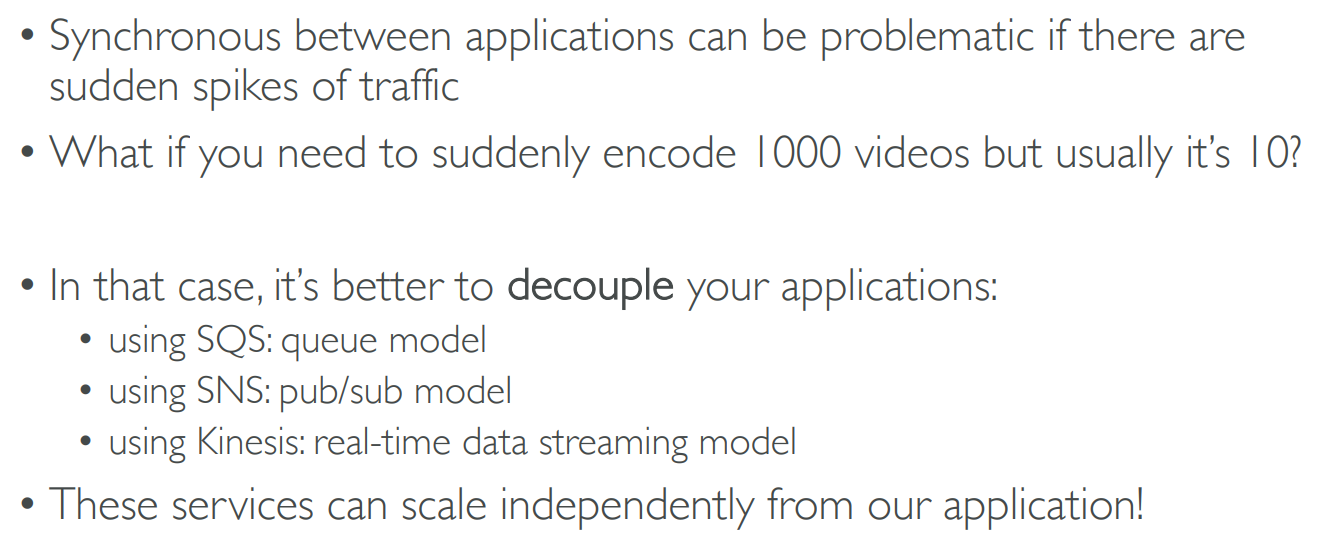 • Synchronous between applications can be problematic if there are
sudden spikes of traffic
• What if you need to suddenly encode 1000 videos but usually it’s 10?
• In that case, it’s better to decouple your applications:
• using SQS: queue model
• using SNS: pub/sub model
• using Kinesis: real-time data streaming model
• These services can scale independently from our application!